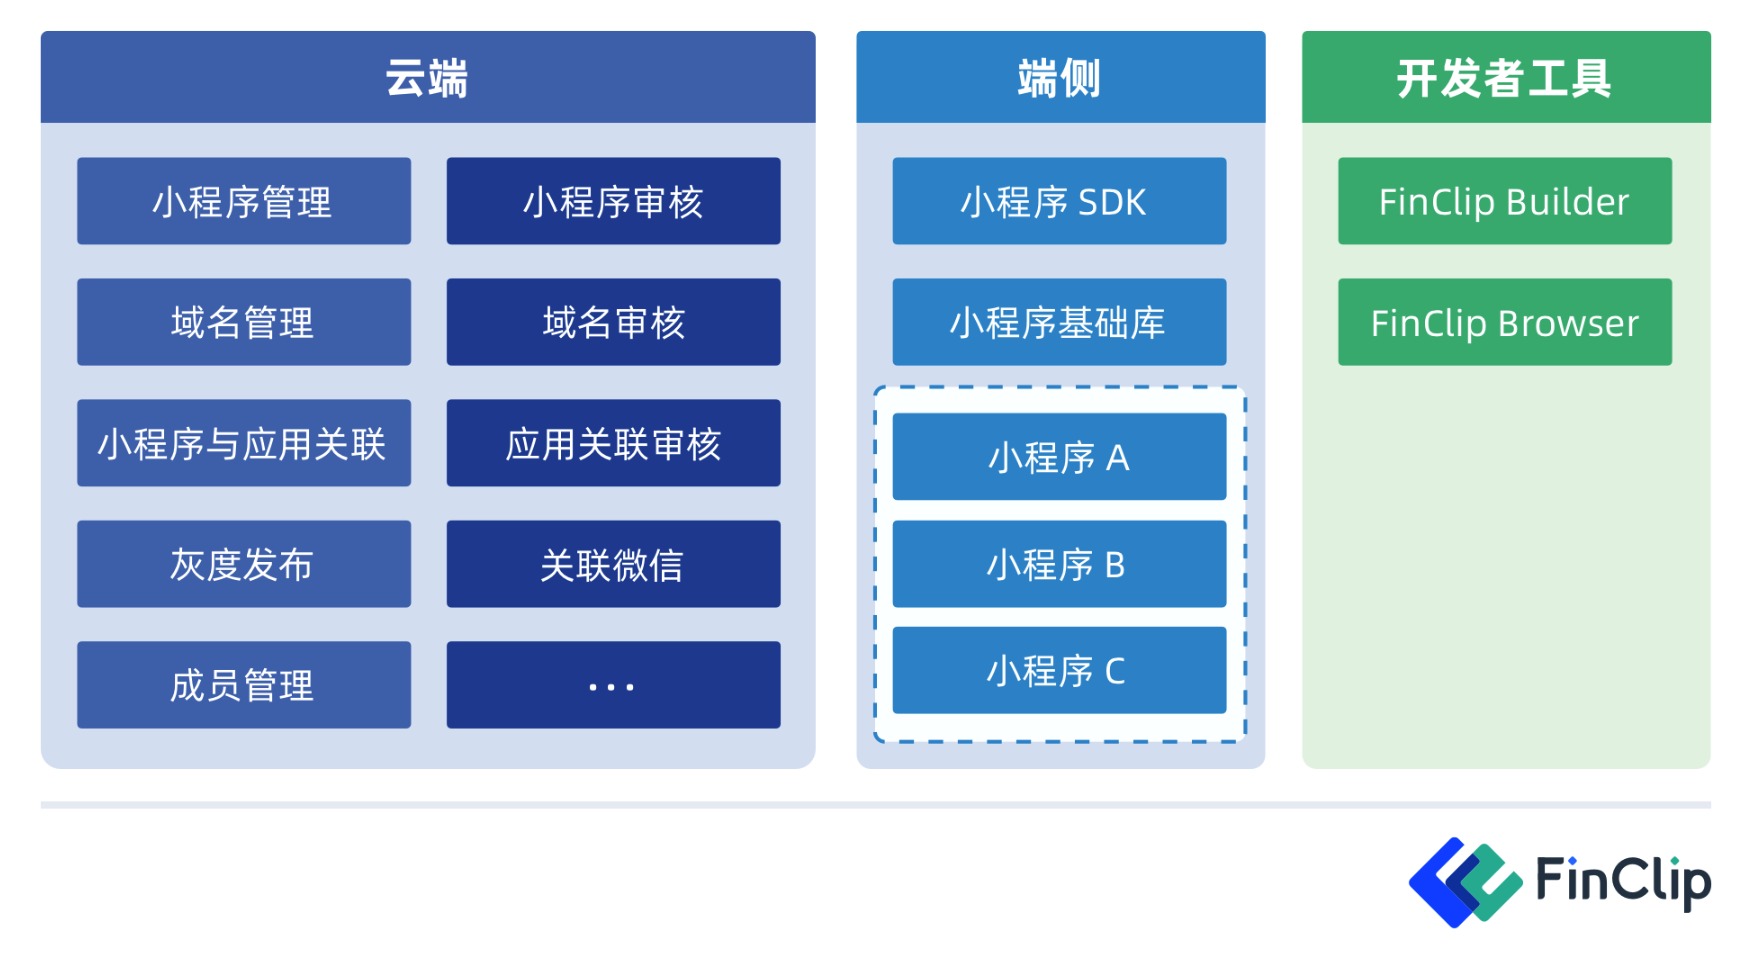 云端
小程序管理
小程序审核
域名管理
域名审核
小程序与应用关联
应用关联审核
灰度发布
关联微信
成员管理
...
端侧
小程序 SDK
小程序基础库
小程序 A
小程序 B
小程序 C
开发者工具
FinClip Builder
FinClip Browser
FinClip